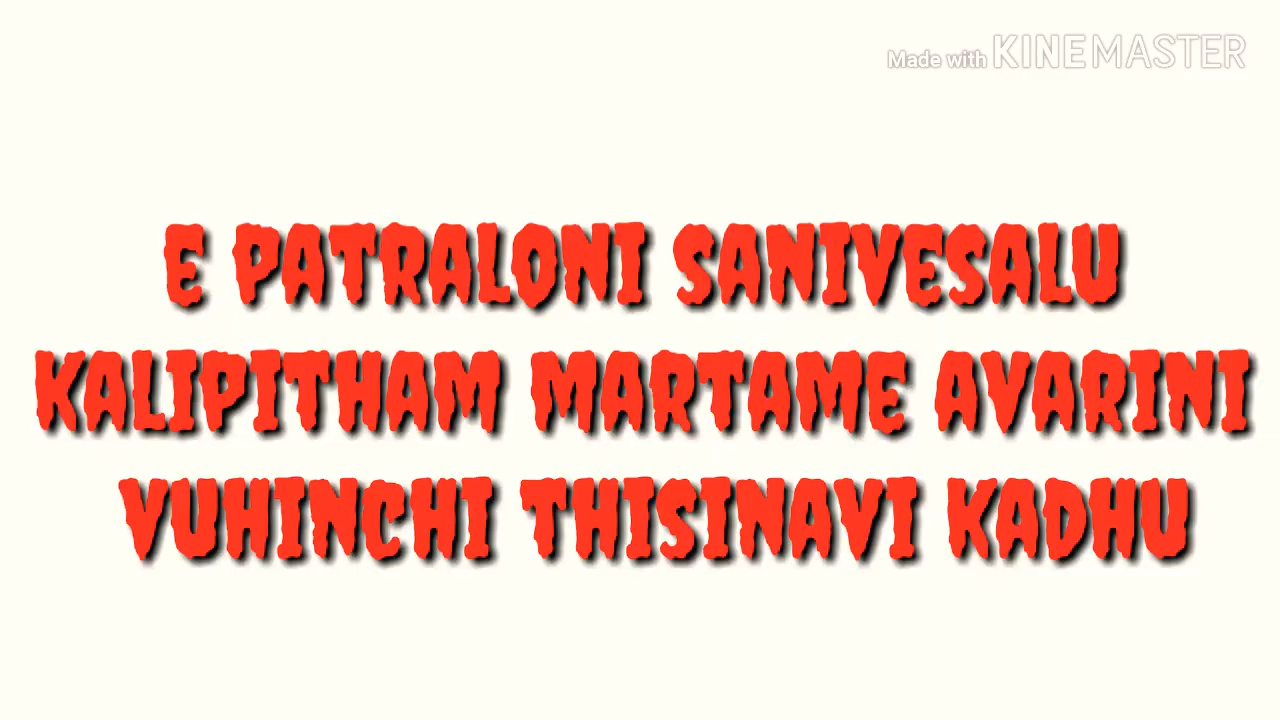 Made with KINEMASTER
E PATRALONI SANIVESALU
KALIPITHAM MARTAME AVARINI
VUHINCHI THISINAVI KADHU